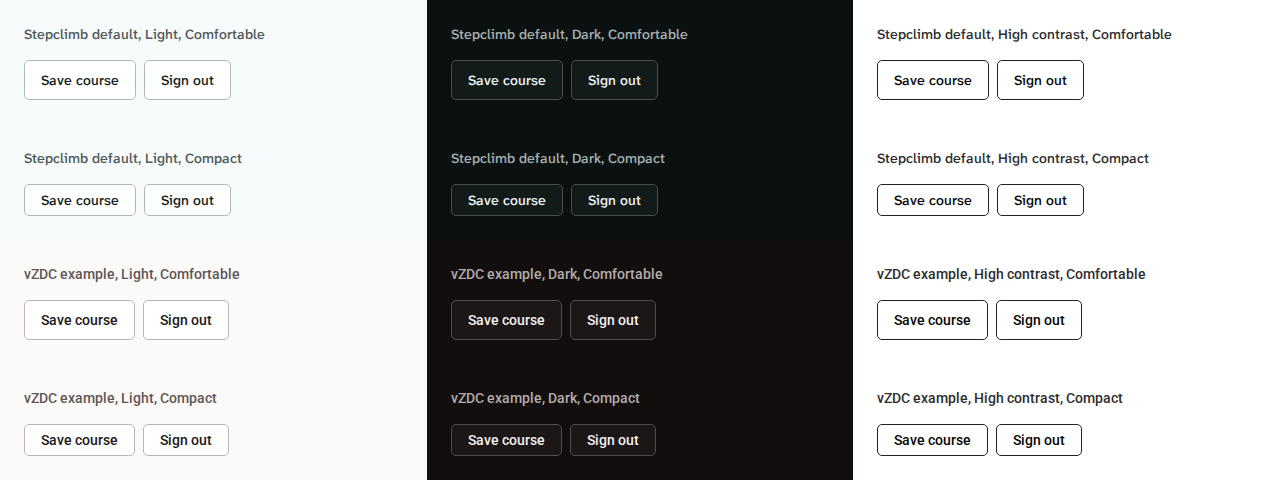 Stepclimb default, Light, Comfortable
Save course Sign out
Stepclimb default, Light, Compact
Save course Sign out
vZDC example, Light, Comfortable
Save course Sign out
vZDC example, Light, Compact
Save course Sign out
Stepclimb default, Dark, Comfortable
Save course Sign out
Stepclimb default, Dark, Compact
Save course Sign out
vZDC example, Dark, Comfortable
Save course Sign out
vZDC example, Dark, Compact
Save course Sign out
Stepclimb default, High contrast, Comfortable
Save course Sign out
Stepclimb default, High contrast, Compact
Save course Sign out
vZDC example, High contrast, Comfortable
Save course Sign out
vZDC example, High contrast, Compact
Save course Sign out